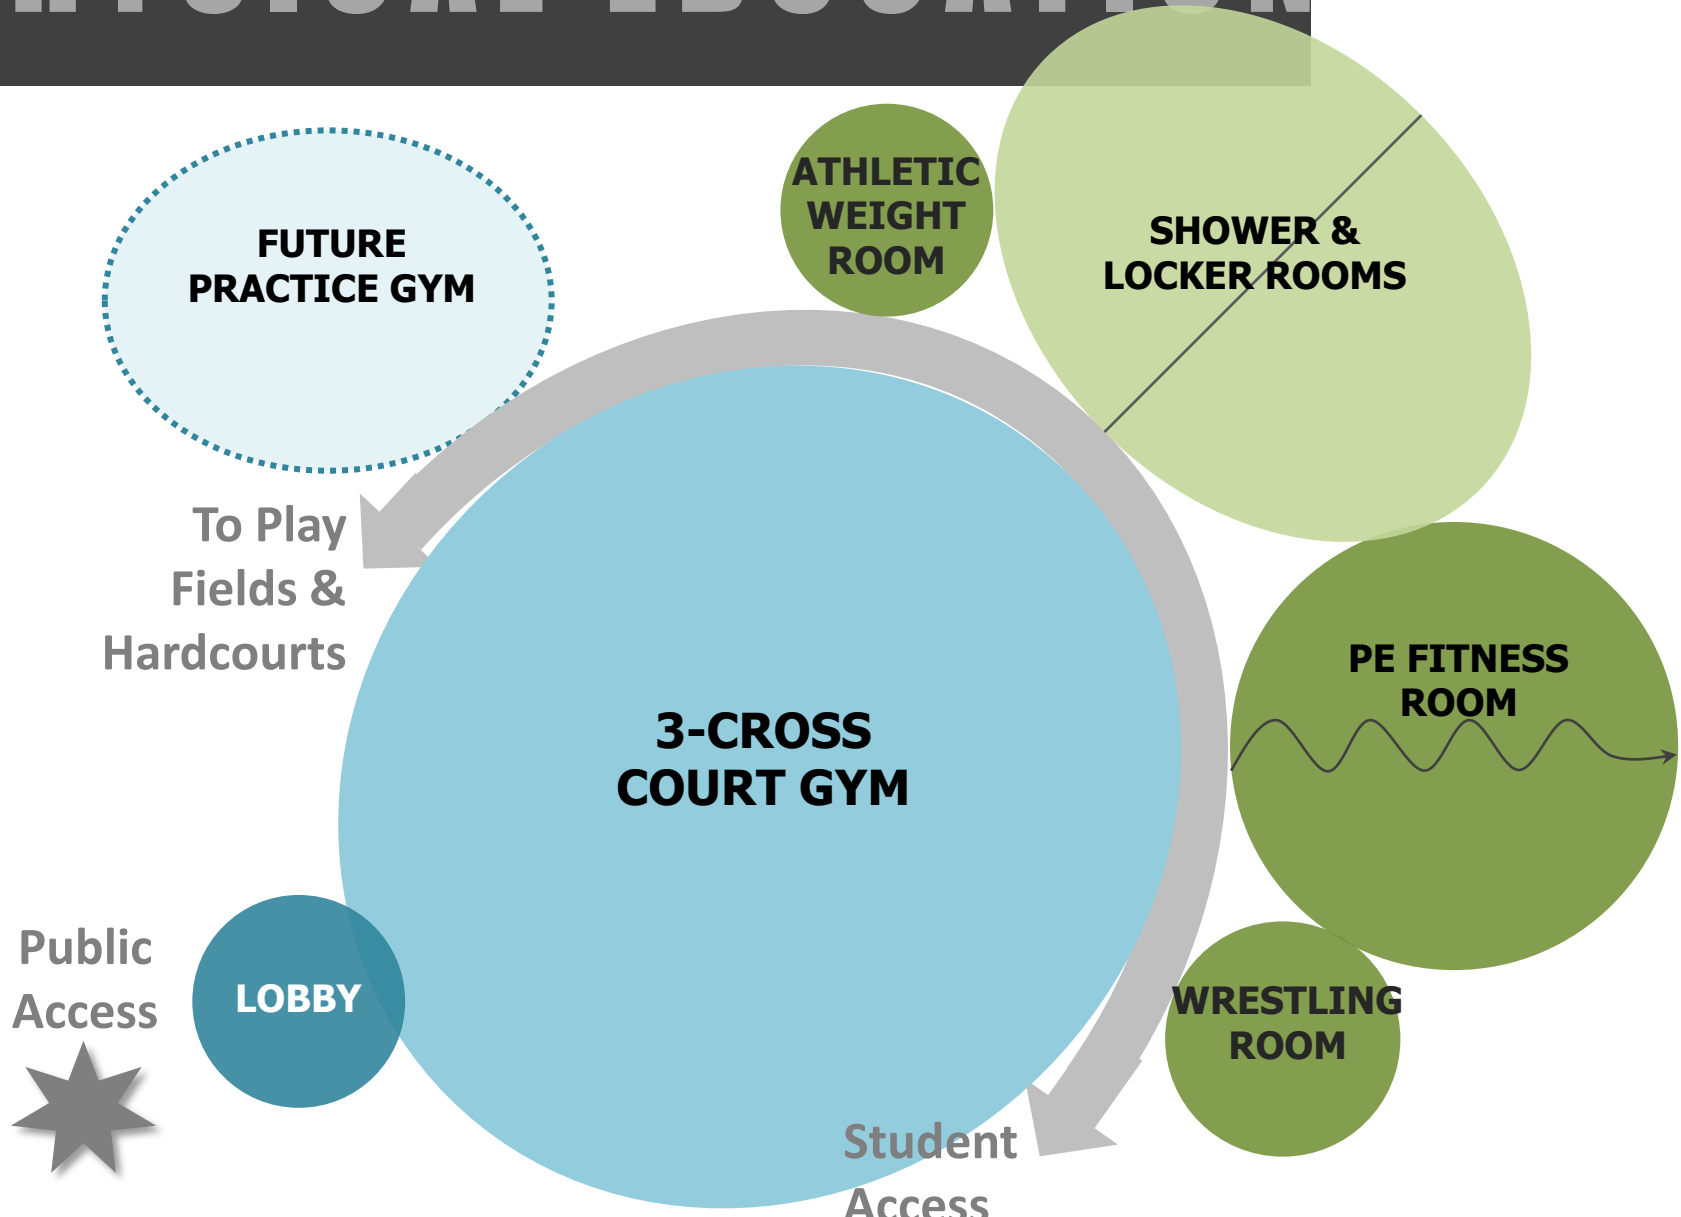 ATHLETIC
WEIGHT
ROOM
SHOWER &
LOCKER ROOMS
FUTURE
PRACTICE GYM
To Play
Fields &
Hardcourts
PE FITNESS
ROOM
3-CROSS
COURT GYM
Public
Access
LOBBY
WRESTLING
ROOM
Student
Access